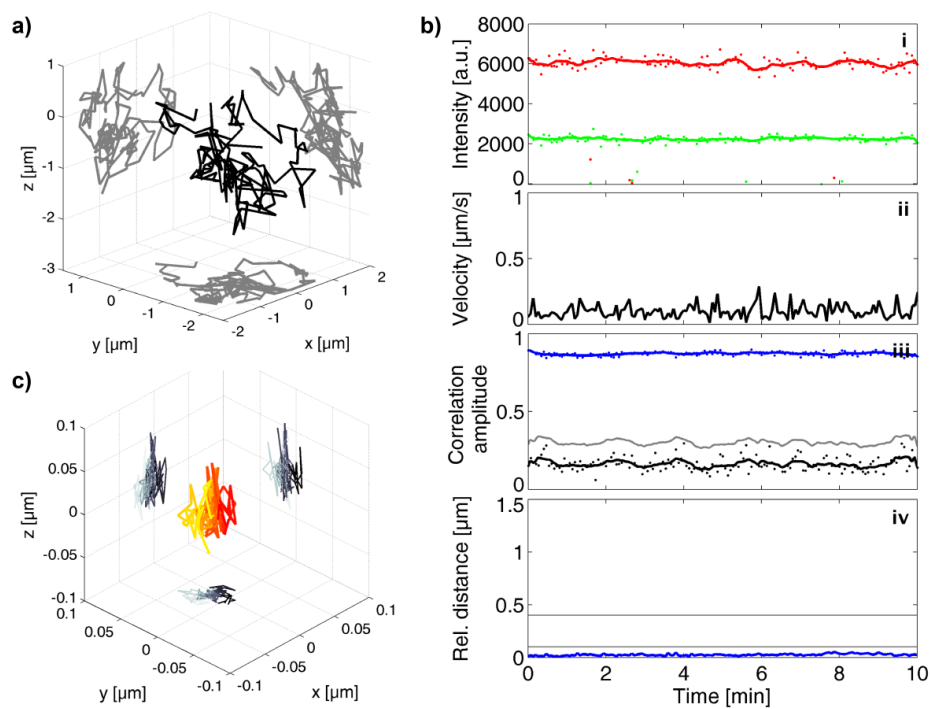 a)
1
0
-1
-2
-3
z [µm]
1
0
-1
-2
y [µm]
-2
-1
0
1
2
x [µm]
b)
i
8000
6000
4000
2000
0
Intensity [a.u.]
ii
1
0.5
0
Velocity [µm/s]
iii
1
0.5
0
Correlation
amplitude
iv
1.5
1
0.5
0
Rel. distance [µm]
0
2
4
6
8
10
Time [min]
c)
0.1
0.05
0
-0.05
-0.1
z [µm]
0.1
0.05
0
-0.05
-0.1
y [µm]
-0.1
-0.05
0
0.05
0.1
x [µm]